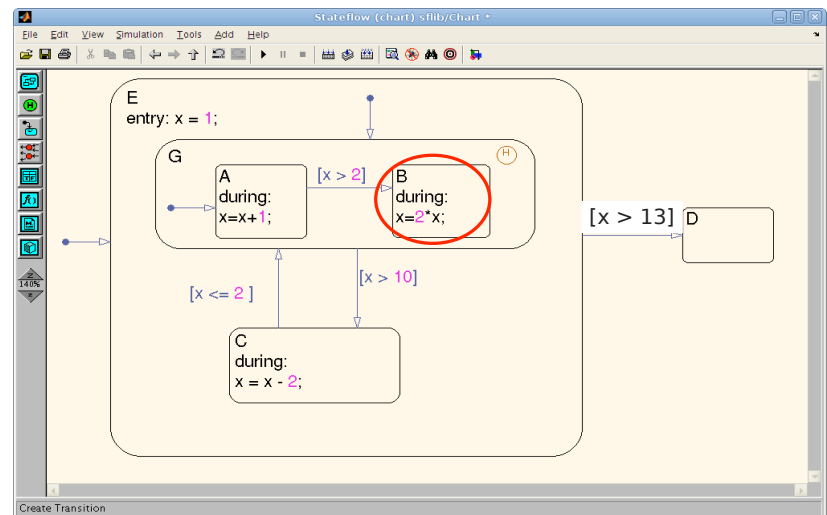 Stateflow (chart) sflib/Chart *
File Edit View Simulation Tools Add Help
E
entry: x = 1;
G
H
A
during:
x=x+1;
[x > 2]
B
during:
x=2*x;
[x > 13]
D
[x <= 2 ]
[x > 10]
C
during:
x = x - 2;
140%
Create Transition